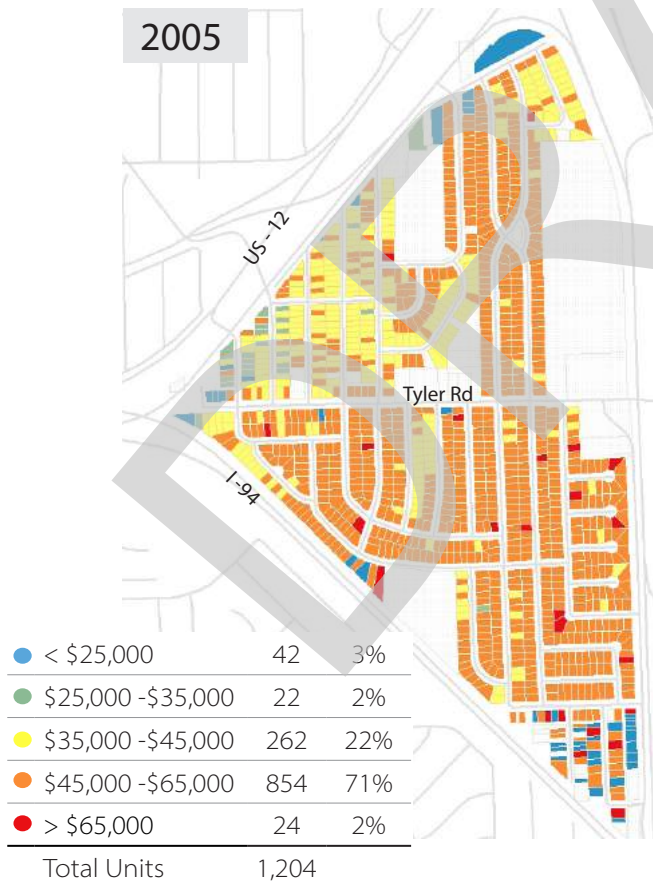 2005
US - 12
Tyler Rd
I-94
< $25,000 42 3%
$25,000 -$35,000 22 2%
$35,000 -$45,000 262 22%
$45,000 -$65,000 854 71%
> $65,000 24 2%
Total Units 1,204